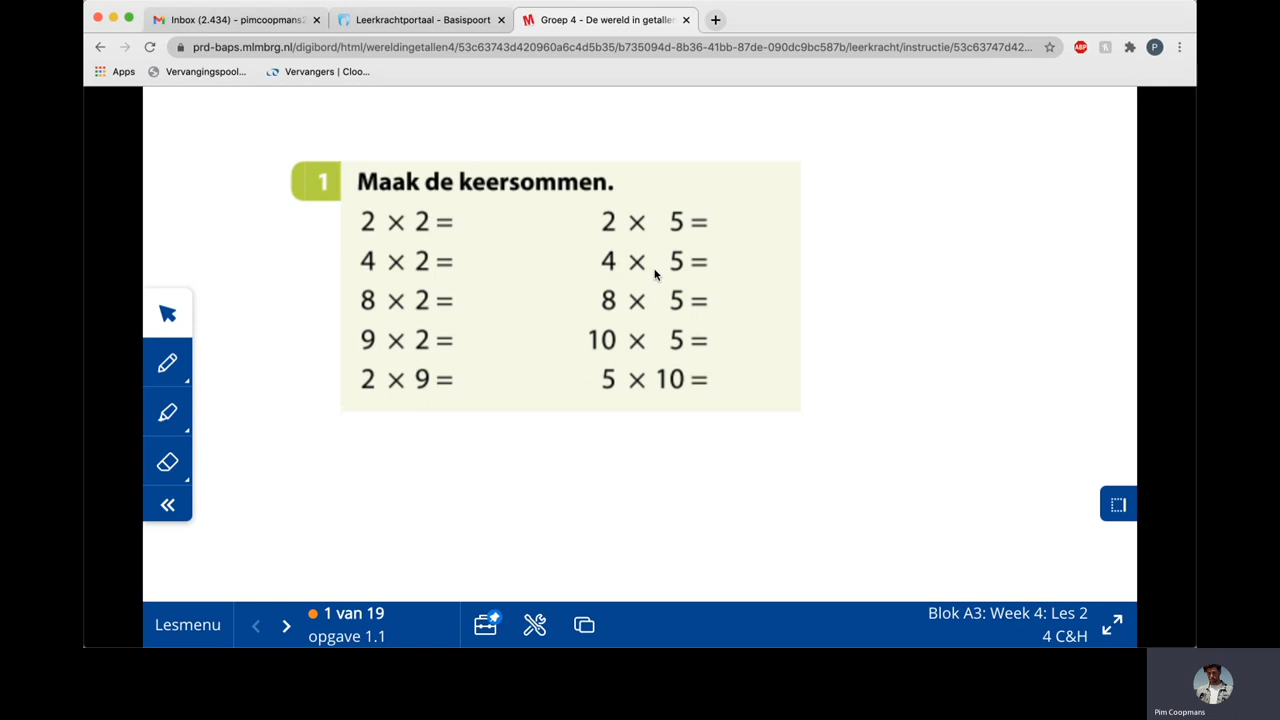 Inbox (2.434) - pimcoopmans2
Leerkrachtportaal - Basispoort
Groep 4 - De wereld in getallen
prd-baps.mlmbrg.nl/digibord/html/wereldingetallen4/53c63743d420960a6c4d5b35/b735094d-8b36-41bb-87de-090dc9bc587b/leerkracht/instructie/53c63747d42...
ABP
P
Apps
Vervangingspool...
Vervangers | Cloo...
1 Maak de keersommen.
2 × 2 =
4 × 2 =
8 × 2 =
9 × 2 =
2 × 9 =
2 × 5 =
4 × 5 =
8 × 5 =
10 × 5 =
5 × 10 =
Lesmenu
1 van 19
opgave 1.1
Blok A3: Week 4: Les 2
4 C&H
Pim Coopmans